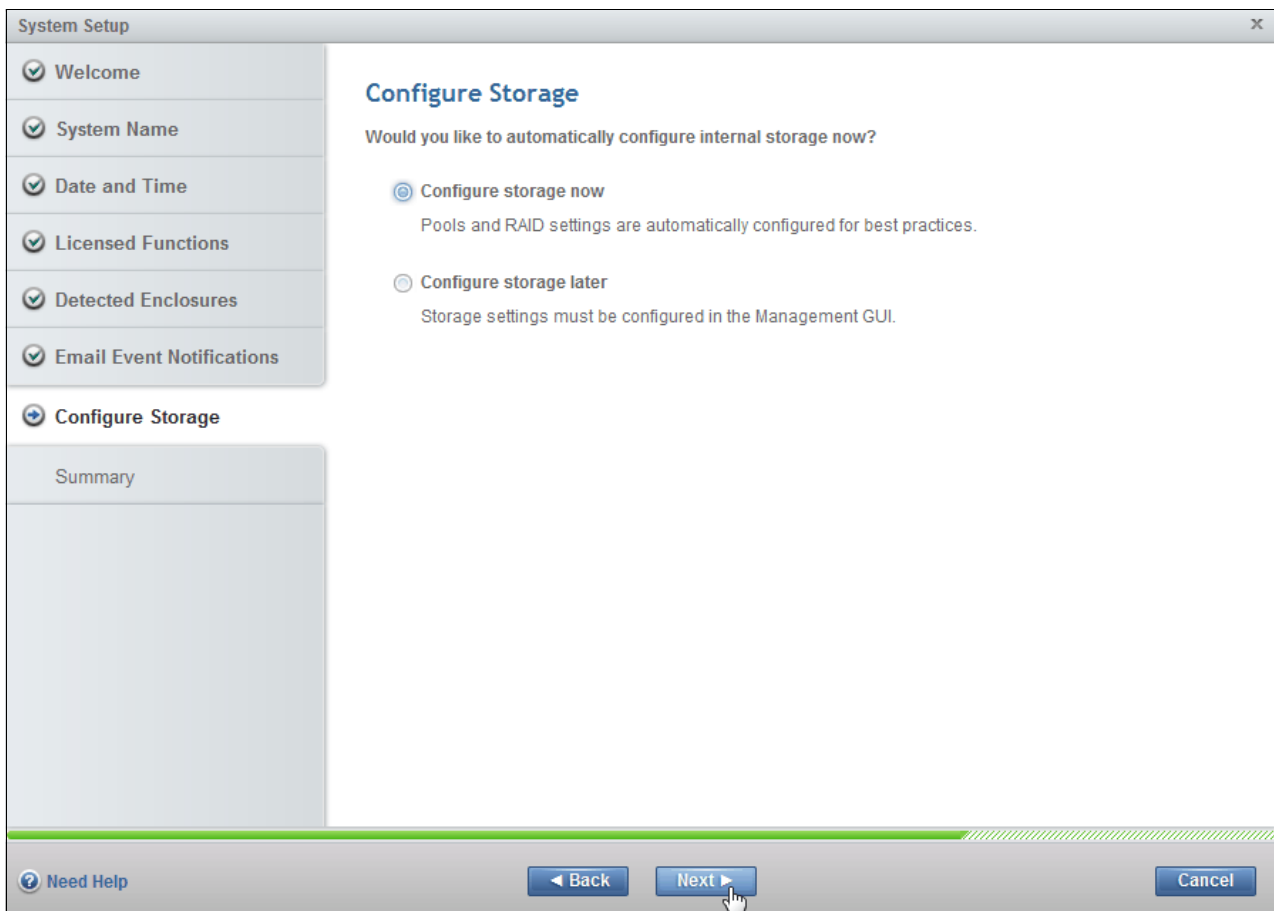 System Setup
x
Welcome
System Name
Date and Time
Licensed Functions
Detected Enclosures
Email Event Notifications
Configure Storage
Summary
Configure Storage
Would you like to automatically configure internal storage now?
Configure storage now
Pools and RAID settings are automatically configured for best practices.
Configure storage later
Storage settings must be configured in the Management GUI.
Need Help
Back
Next
Cancel